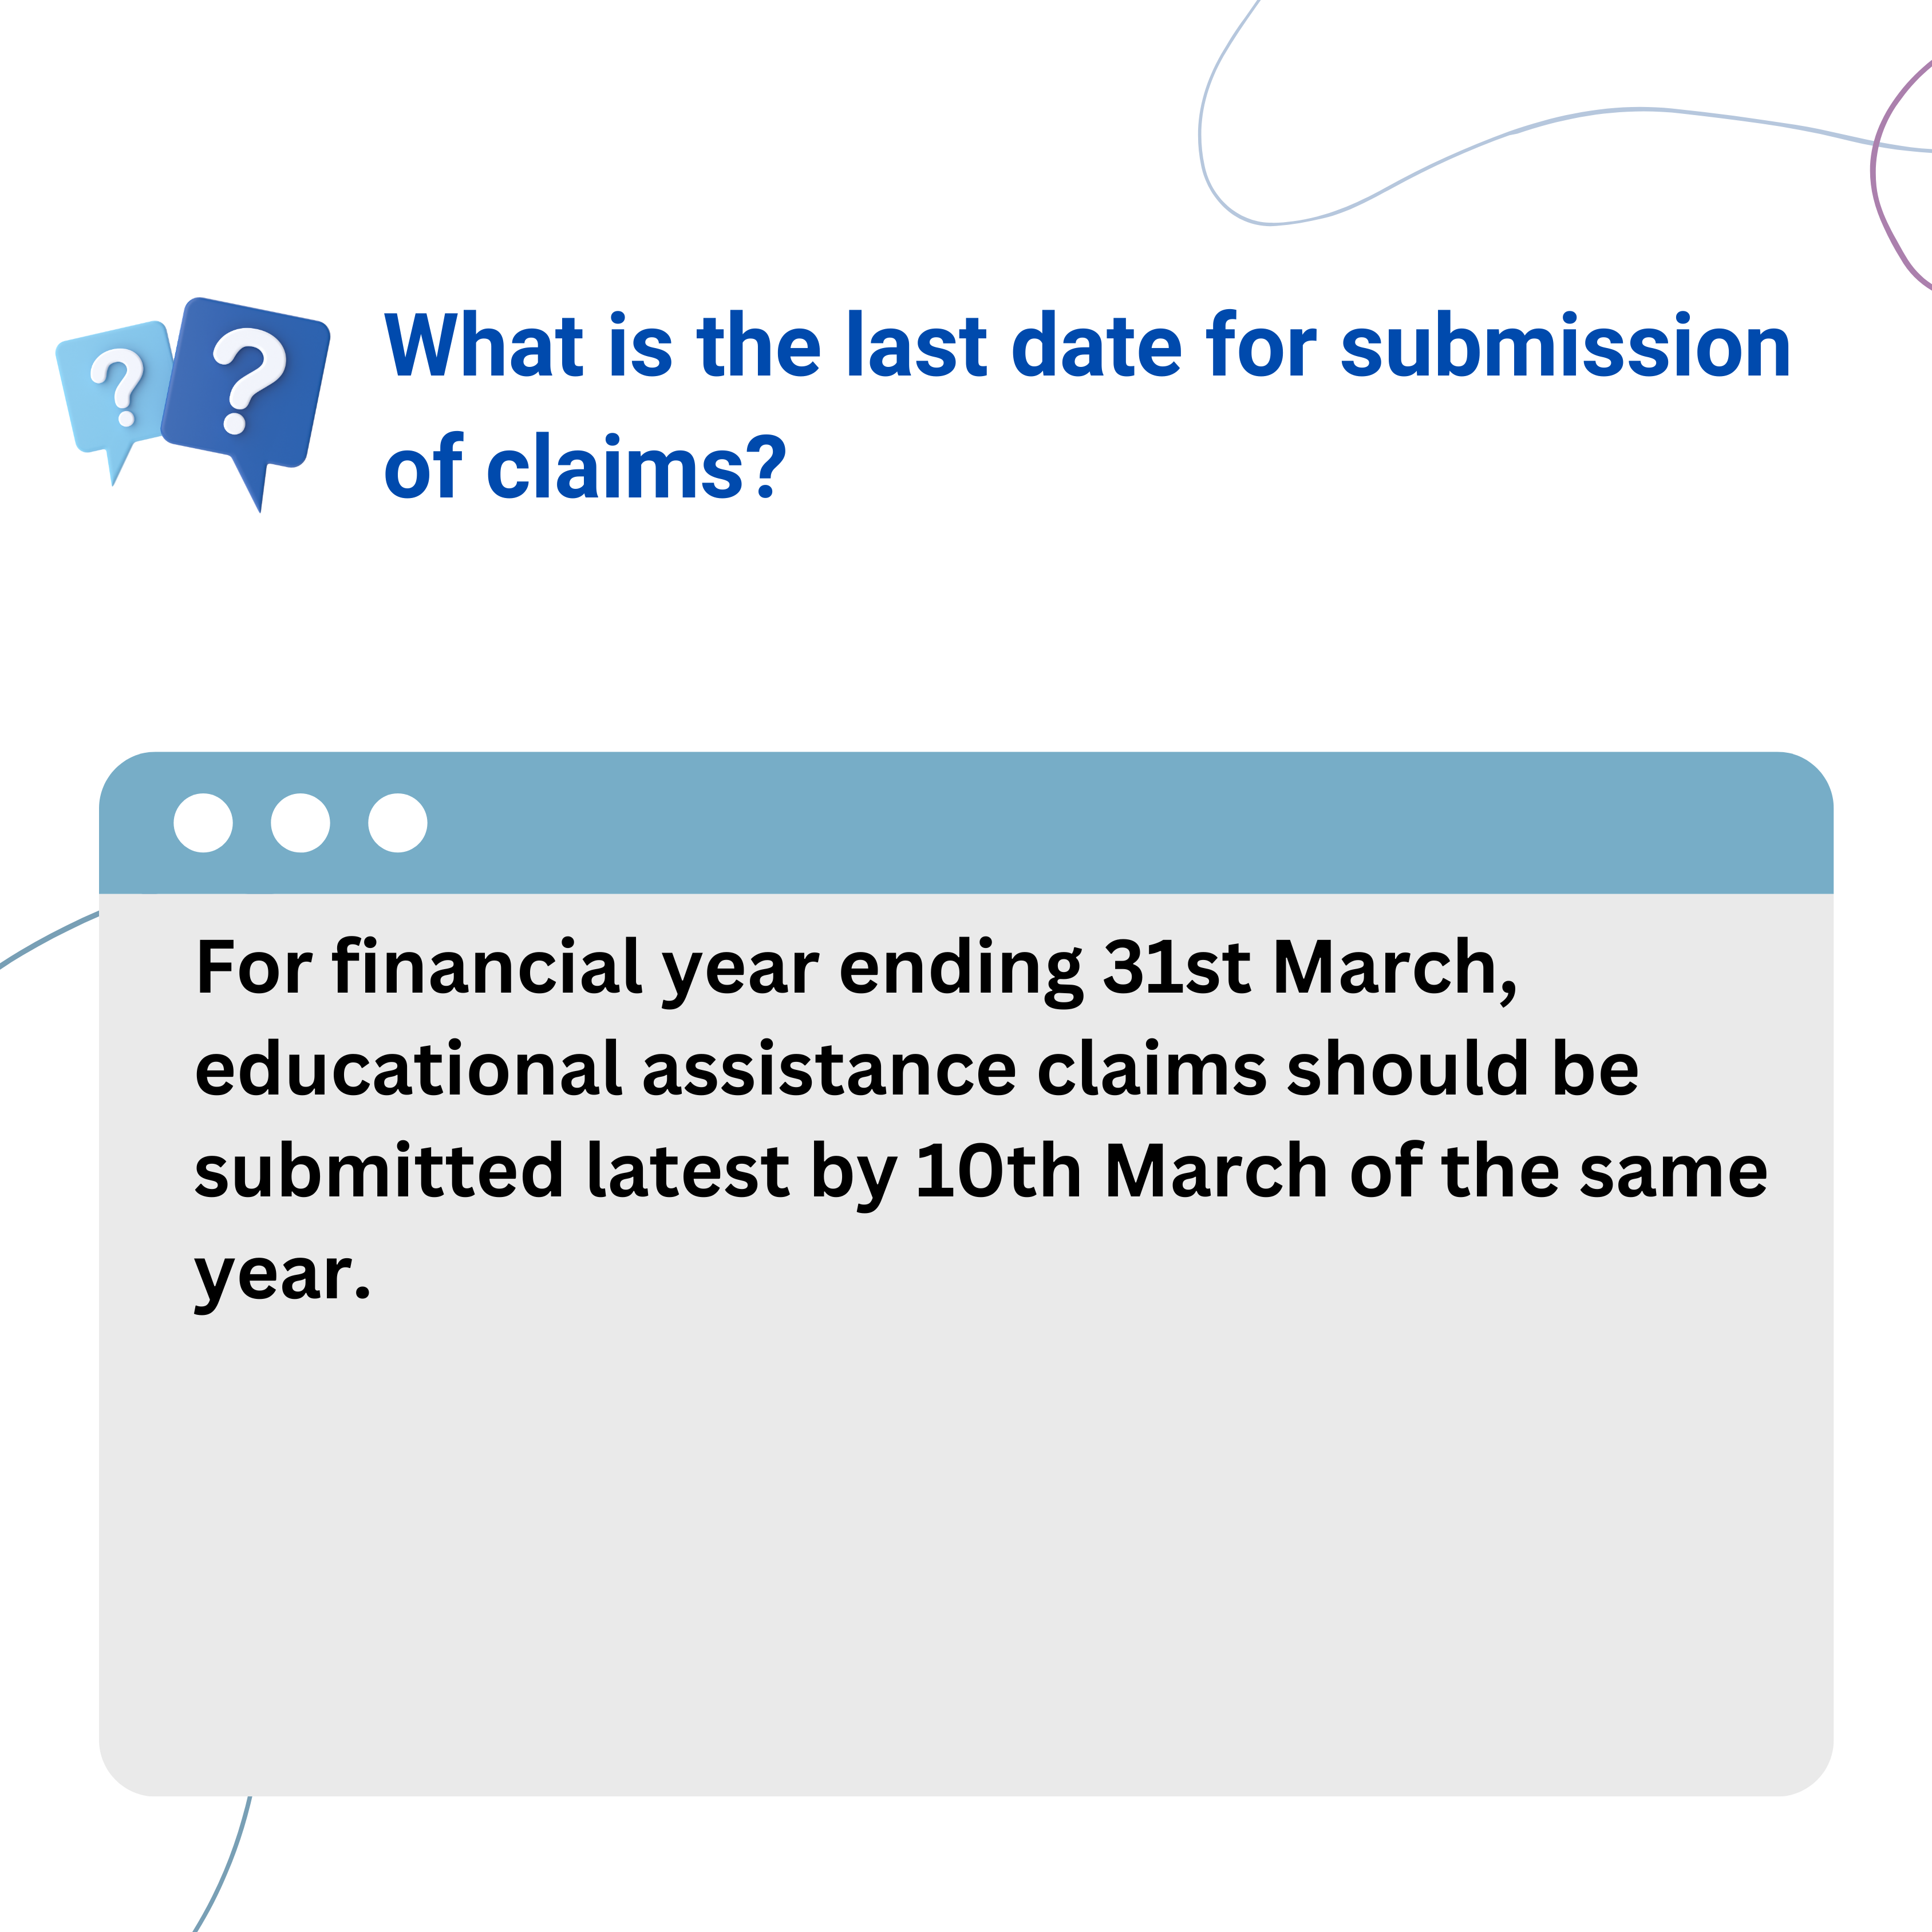 What is the last date for submission
of claims?
For financial year ending 31st March,
educational assistance claims should be
submitted latest by 10th March of the same
year.